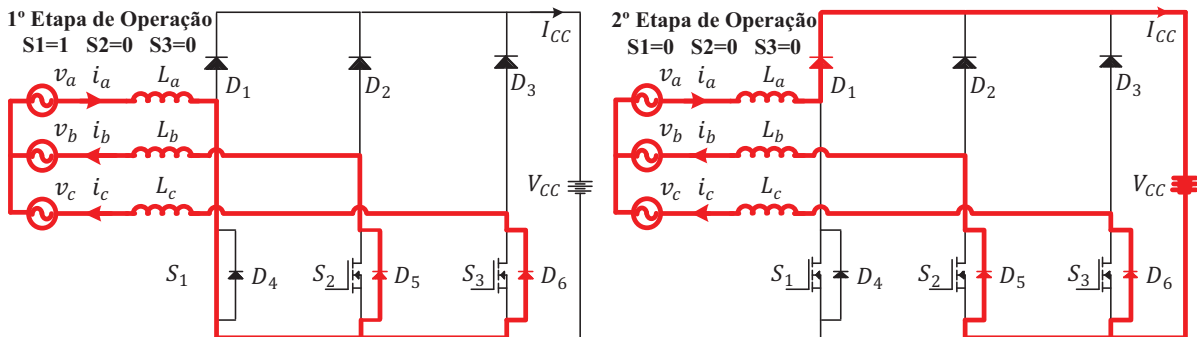 1º Etapa de Operação
S1=1 S2=0 S3=0
I_CC
v_a i_a L_a
D_1
D_2
D_3
v_b i_b L_b
v_c i_c L_c
V_CC
S_1
D_4
S_2
D_5
S_3
D_6
2º Etapa de Operação
S1=0 S2=0 S3=0
I_CC
v_a i_a L_a
D_1
D_2
D_3
v_b i_b L_b
v_c i_c L_c
V_CC
S_1
D_4
S_2
D_5
S_3
D_6